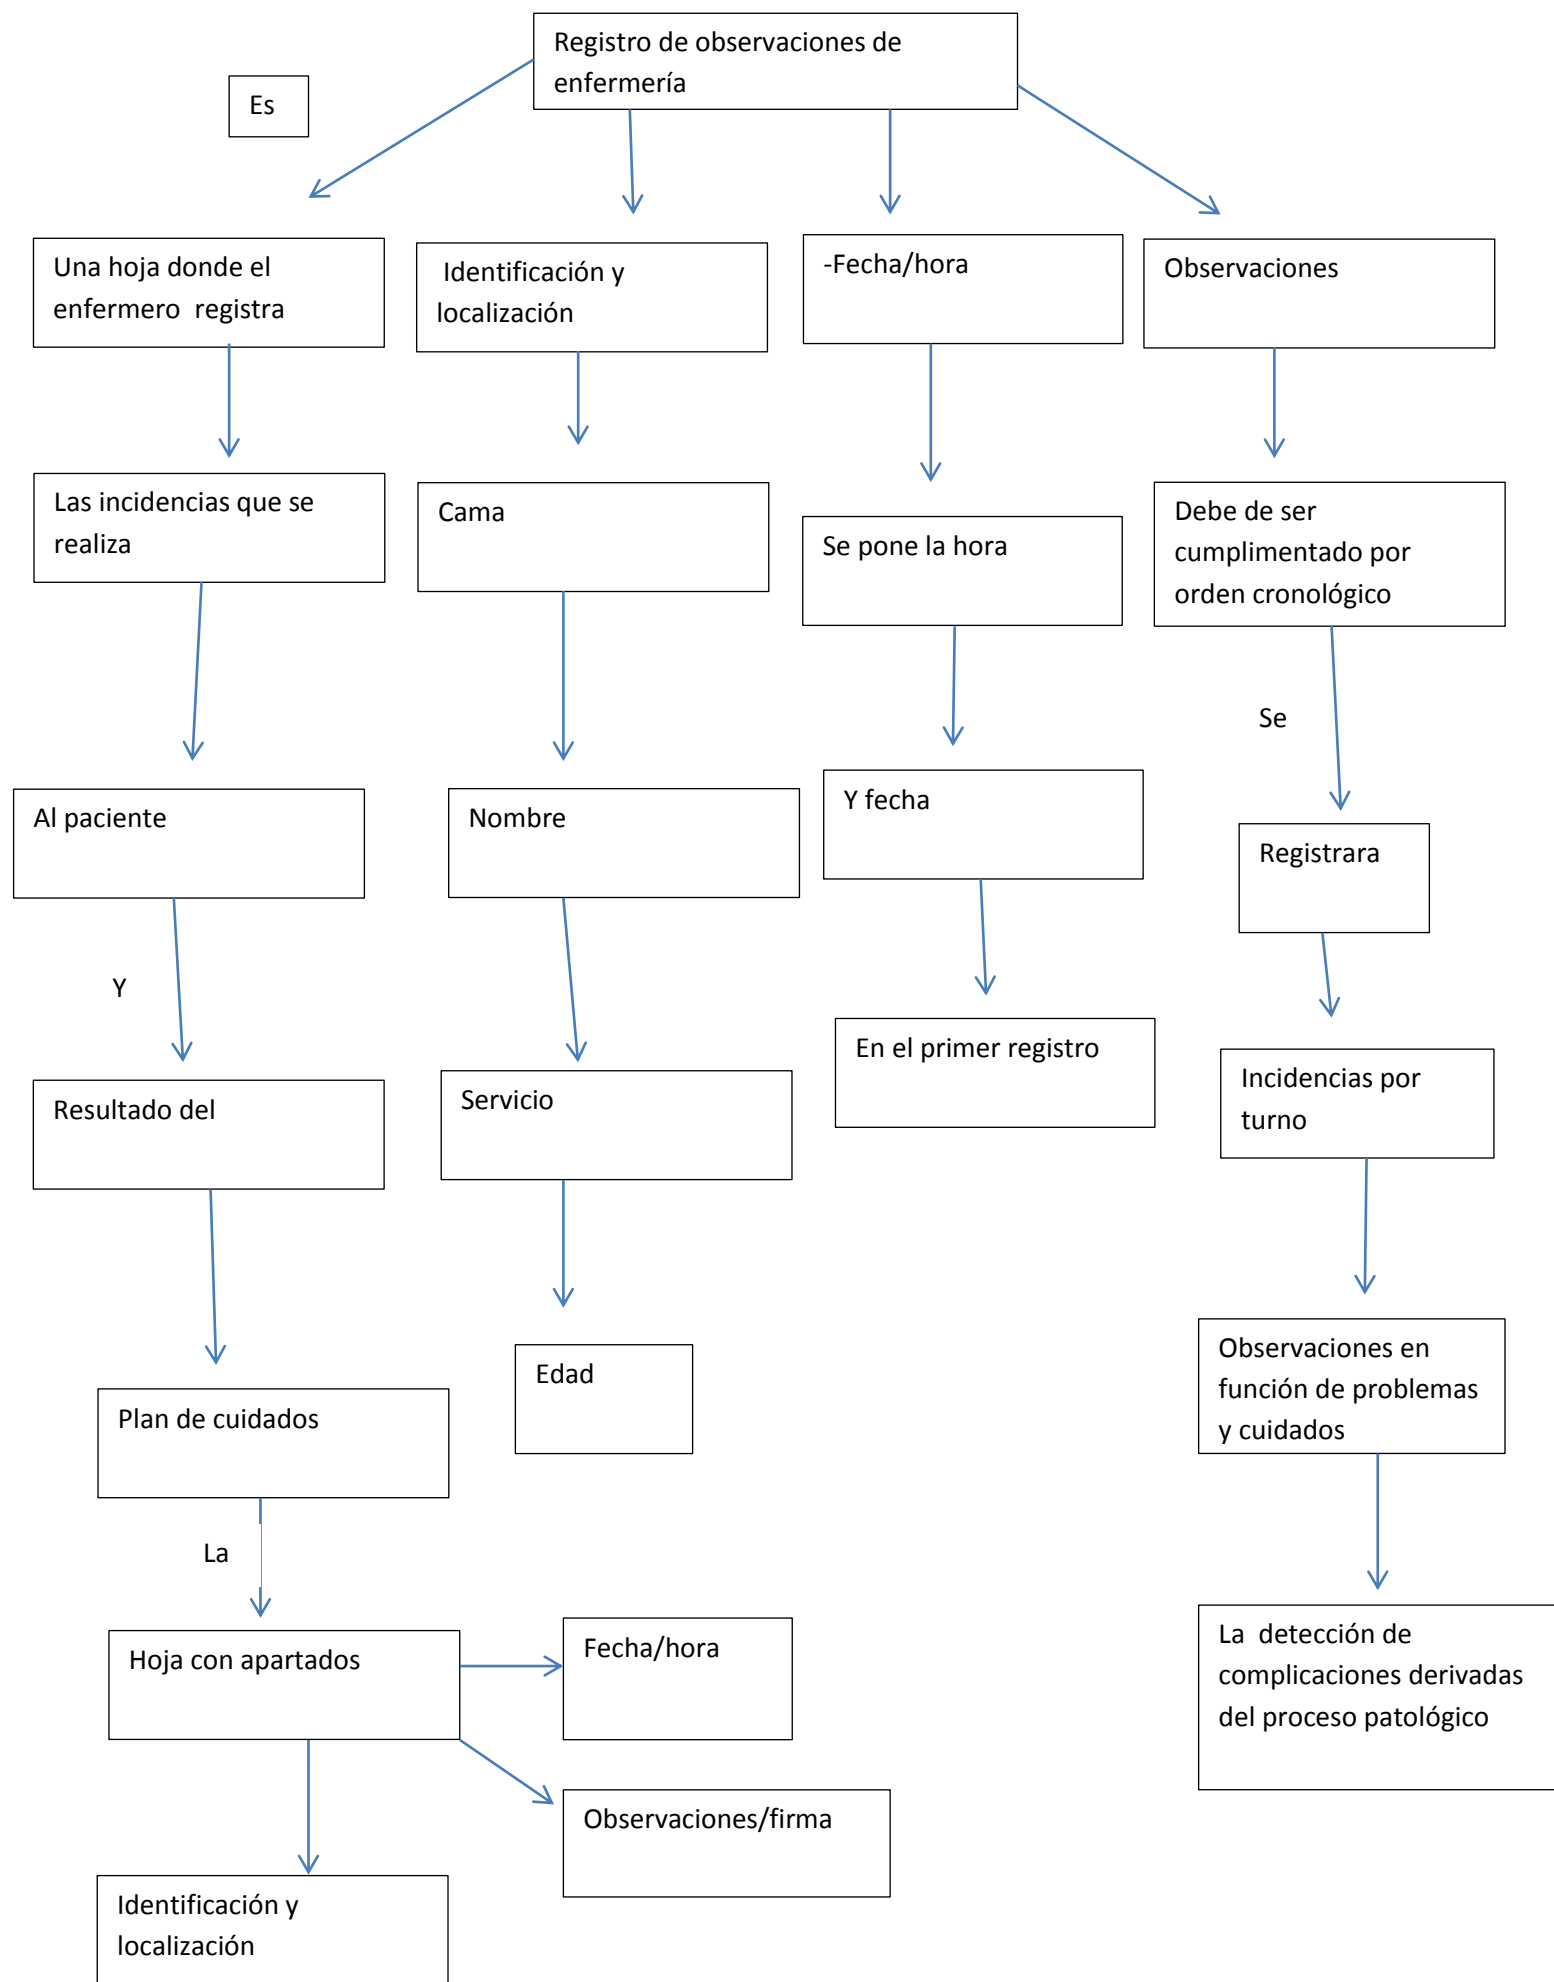 Registro de observaciones de
enfermería
Es
Una hoja donde el
enfermero registra
Identificación y
localización
-Fecha/hora
Observaciones
Las incidencias que se
realiza
Cama
Se pone la hora
Debe de ser
cumplimentado por
orden cronológico
Se
Al paciente
Nombre
Y fecha
Registrara
Y
En el primer registro
Resultado del
Servicio
Incidencias por
turno
Edad
Observaciones en
función de problemas
y cuidados
Plan de cuidados
La
Hoja con apartados
Fecha/hora
La detección de
complicaciones derivadas
del proceso patológico
Observaciones/firma
Identificación y
localización